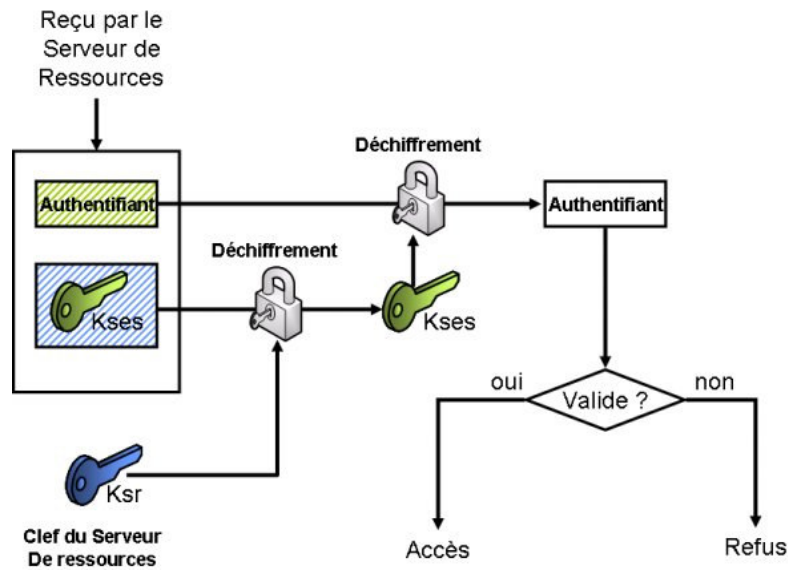 Reçu par le
Serveur de
Ressources
Déchiffrement
Authentifiant
Authentifiant
Déchiffrement
Kses
Kses
oui
Valide ?
non
Ksr
Clef du Serveur
De ressources
Accès
Refus